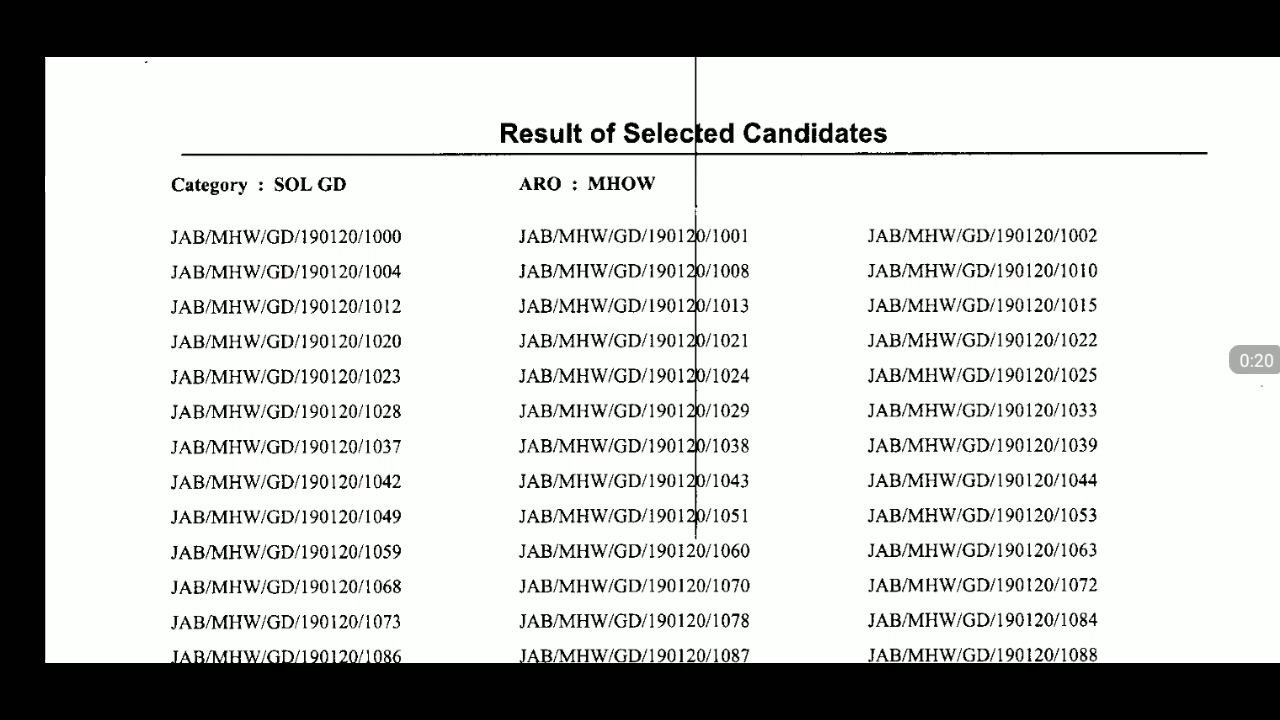 Result of Selected Candidates
Category : SOL GD ARO : MHOW
JAB/MHW/GD/190120/1000 JAB/MHW/GD/190120/1001 JAB/MHW/GD/190120/1002
JAB/MHW/GD/190120/1004 JAB/MHW/GD/190120/1008 JAB/MHW/GD/190120/1010
JAB/MHW/GD/190120/1012 JAB/MHW/GD/190120/1013 JAB/MHW/GD/190120/1015
JAB/MHW/GD/190120/1020 JAB/MHW/GD/190120/1021 JAB/MHW/GD/190120/1022
JAB/MHW/GD/190120/1023 JAB/MHW/GD/190120/1024 JAB/MHW/GD/190120/1025
JAB/MHW/GD/190120/1028 JAB/MHW/GD/190120/1029 JAB/MHW/GD/190120/1033
JAB/MHW/GD/190120/1037 JAB/MHW/GD/190120/1038 JAB/MHW/GD/190120/1039
0:20
JAB/MHW/GD/190120/1042 JAB/MHW/GD/190120/1043 JAB/MHW/GD/190120/1044
JAB/MHW/GD/190120/1049 JAB/MHW/GD/190120/1051 JAB/MHW/GD/190120/1053
JAB/MHW/GD/190120/1059 JAB/MHW/GD/190120/1060 JAB/MHW/GD/190120/1063
JAB/MHW/GD/190120/1068 JAB/MHW/GD/190120/1070 JAB/MHW/GD/190120/1072
JAB/MHW/GD/190120/1073 JAB/MHW/GD/190120/1078 JAB/MHW/GD/190120/1084
JAB/MHW/GD/190120/1086 JAB/MHW/GD/190120/1087 JAB/MHW/GD/190120/1088